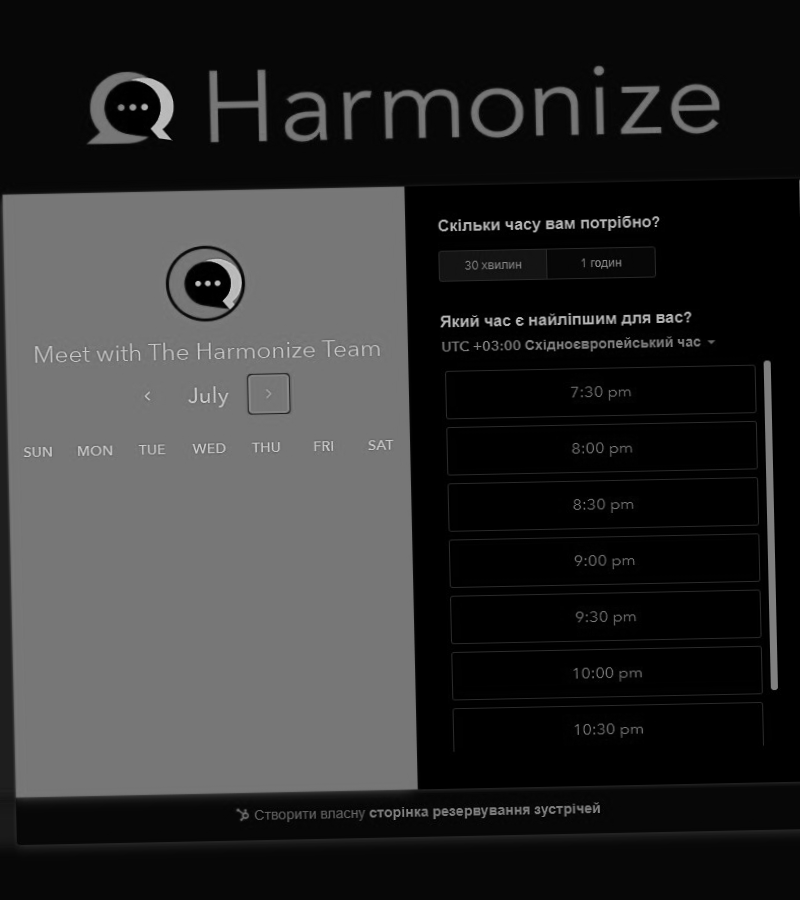 Harmonize
Meet with The Harmonize Team
July
SUN MON TUE WED THU FRI SAT
Скільки часу вам потрібно?
30 хвилин 1 годин
Який час є найліпшим для вас?
UTC +03:00 Східноєвропейський час
7:30 pm
8:00 pm
8:30 pm
9:00 pm
9:30 pm
10:00 pm
10:30 pm
Створити власну сторінка резервування зустрічей